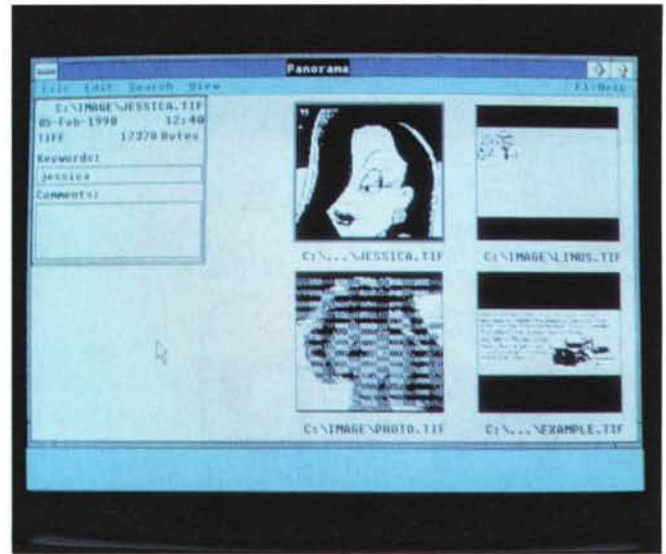 Panorama
File Edit Search View F1=Help
C:\IMAGE\JESSICA.TIF
05-Feb-1990 12:40
TIFF 17370 Bytes
Keywords:
jessica
Comments:
C:\...\JESSICA.TIF
C:\IMAGE\LINUS.TIF
C:\IMAGE\PHOTO.TIF
C:\...\EXAMPLE.TIF